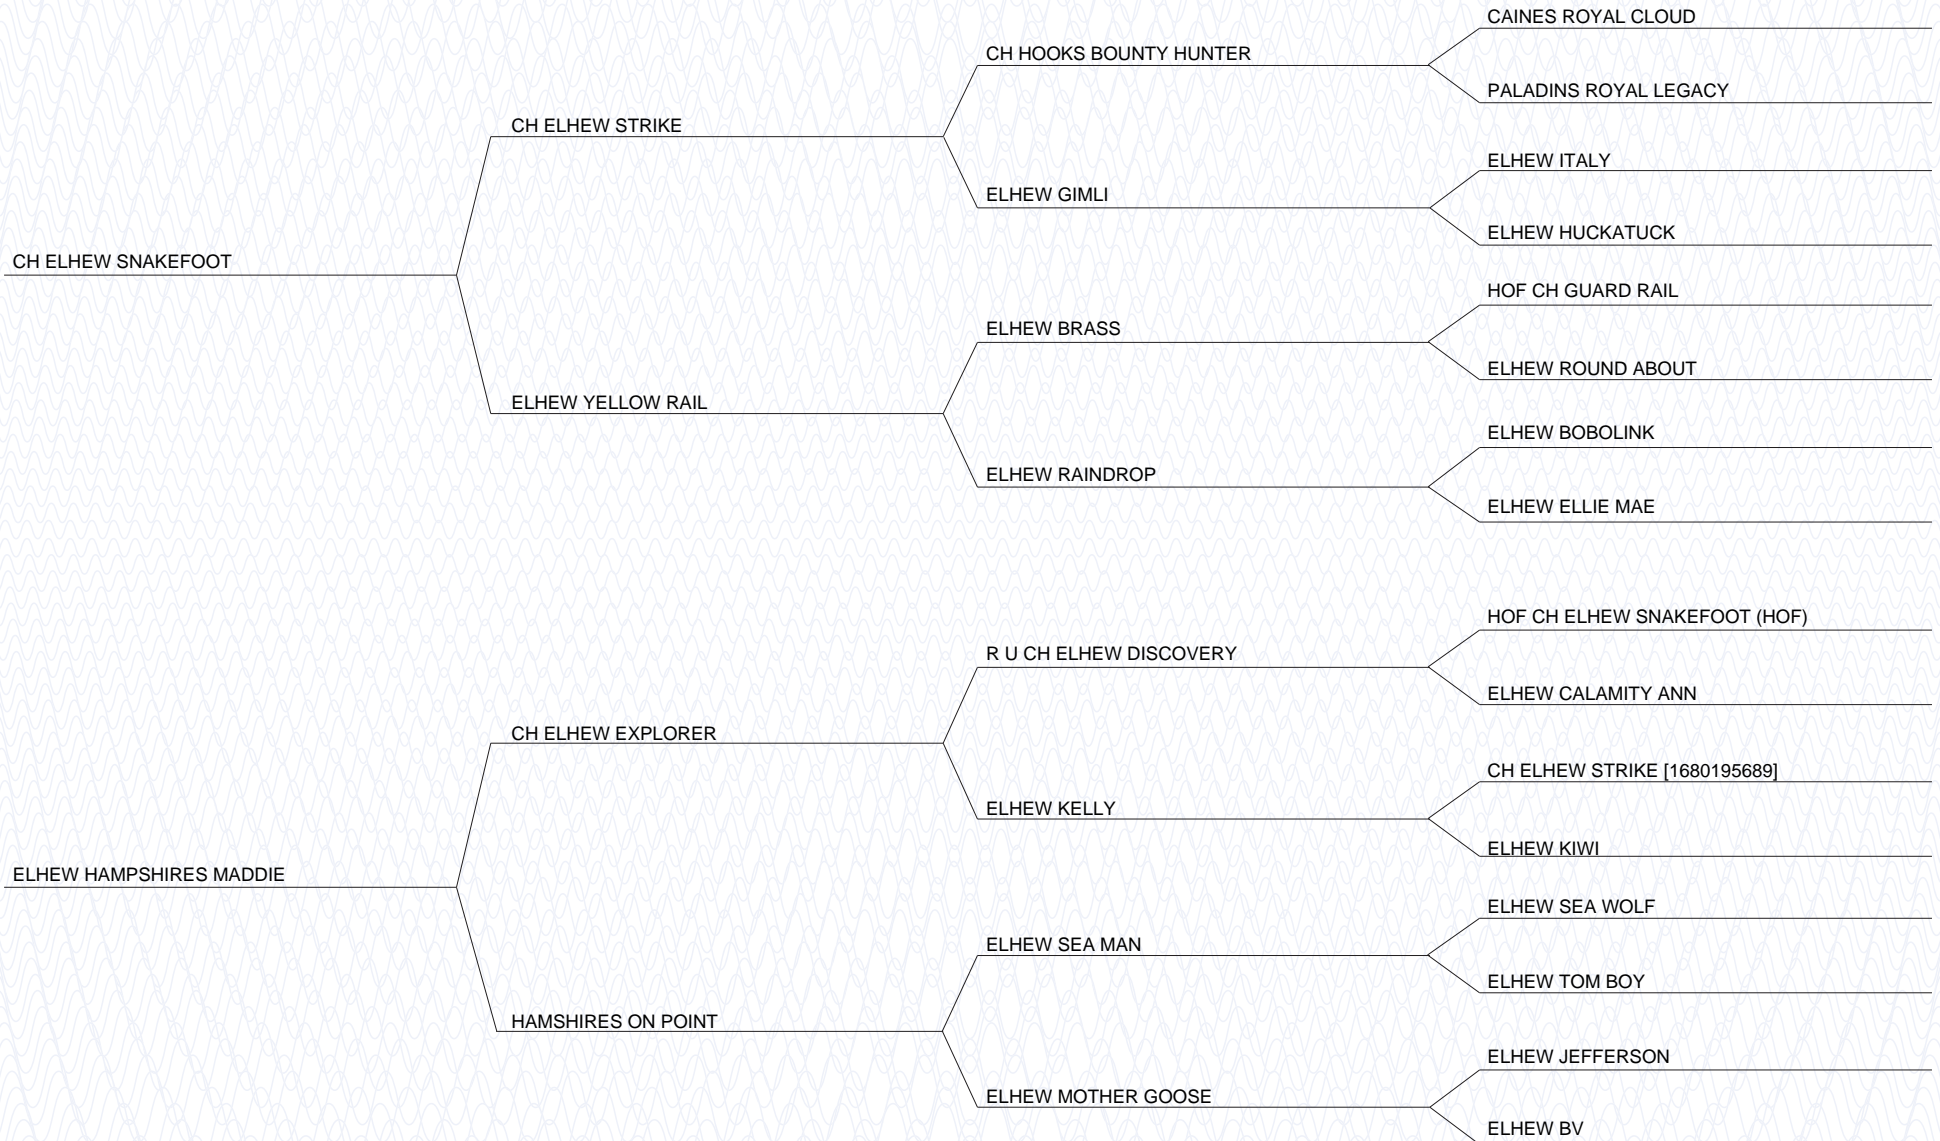 CAINES ROYAL CLOUD
CH HOOKS BOUNTY HUNTER
PALADINS ROYAL LEGACY
CH ELHEW STRIKE
ELHEW ITALY
ELHEW GIMLI
ELHEW HUCKATUCK
CH ELHEW SNAKEFOOT
HOF CH GUARD RAIL
ELHEW BRASS
ELHEW ROUND ABOUT
ELHEW YELLOW RAIL
ELHEW BOBOLINK
ELHEW RAINDROP
ELHEW ELLIE MAE
HOF CH ELHEW SNAKEFOOT (HOF)
R U CH ELHEW DISCOVERY
ELHEW CALAMITY ANN
CH ELHEW EXPLORER
CH ELHEW STRIKE [1680195689]
ELHEW KELLY
ELHEW KIWI
ELHEW HAMPSHIRES MADDIE
ELHEW SEA WOLF
ELHEW SEA MAN
ELHEW TOM BOY
HAMSHIRES ON POINT
ELHEW JEFFERSON
ELHEW MOTHER GOOSE
ELHEW BV